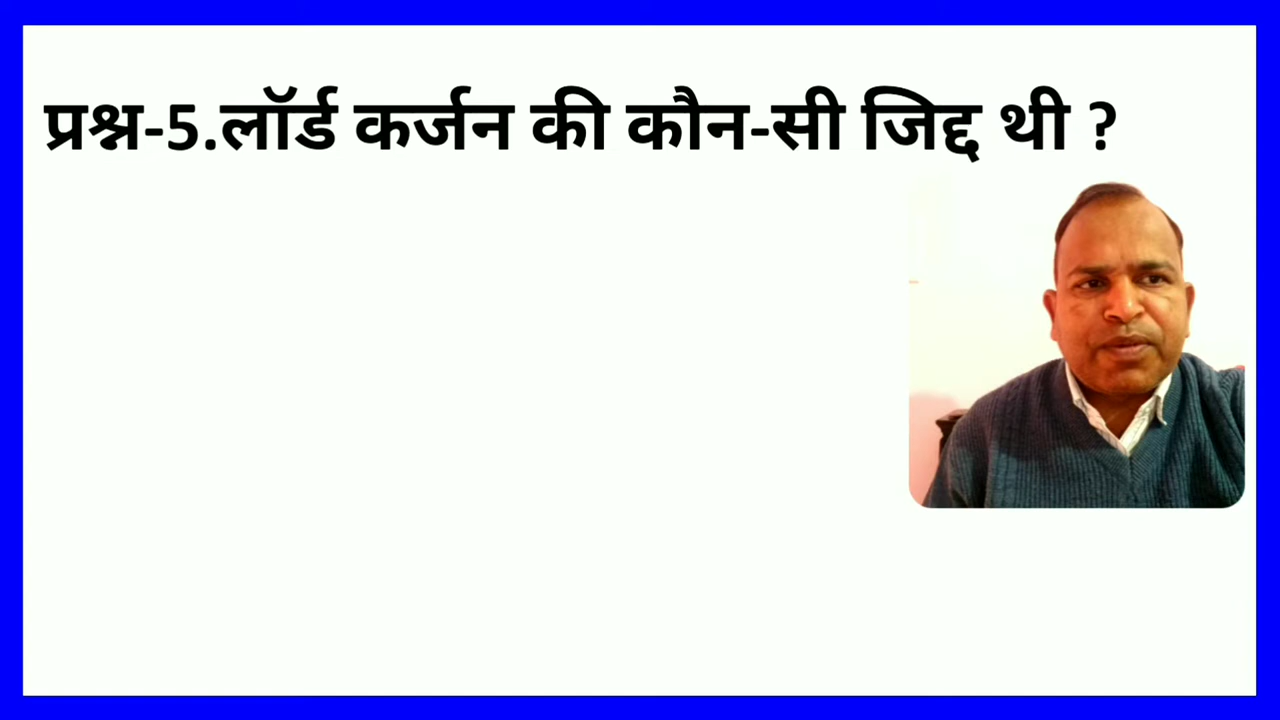 प्रश्न-5.लॉर्ड कर्जन की कौन-सी जिद्द थी ?